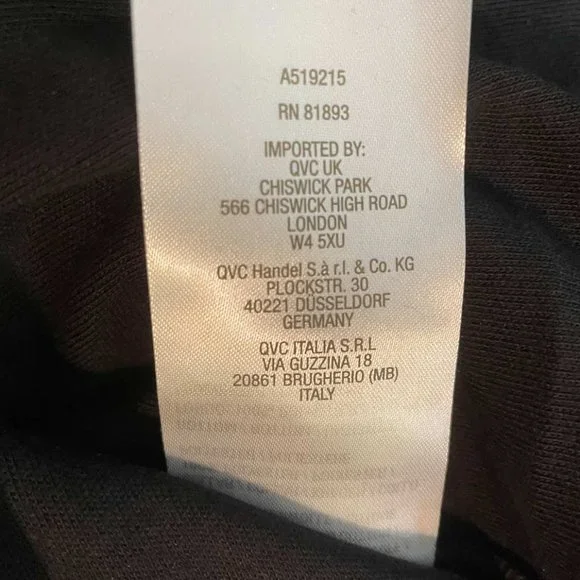 A519215
RN 81893
IMPORTED BY:
QVC UK
CHISWICK PARK
566 CHISWICK HIGH ROAD
LONDON
W4 5XU
QVC Handel S.à r.l. & Co. KG
PLOCKSTR. 30
40221 DÜSSELDORF
GERMANY
QVC ITALIA S.R.L
VIA GUZZINA 18
20861 BRUGHERIO (MB)
ITALY